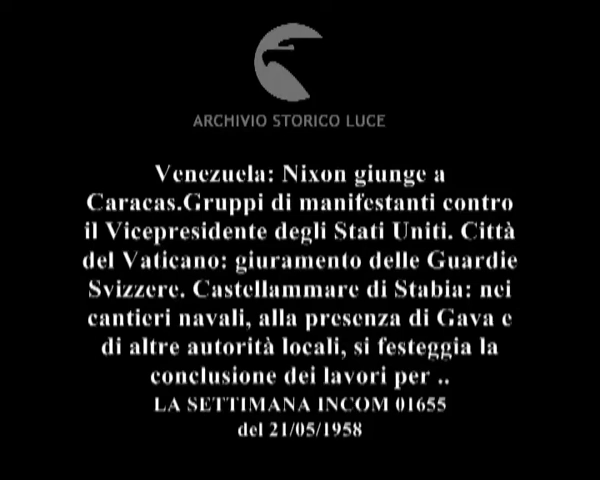 ARCHIVIO STORICO LUCE
Venezuela: Nixon giunge a
Caracas.Gruppi di manifestanti contro
il Vicepresidente degli Stati Uniti. Città
del Vaticano: giuramento delle Guardie
Svizzere. Castellammare di Stabia: nei
cantieri navali, alla presenza di Gava e
di altre autorità locali, si festeggia la
conclusione dei lavori per ..
LA SETTIMANA INCOM 01655
del 21/05/1958